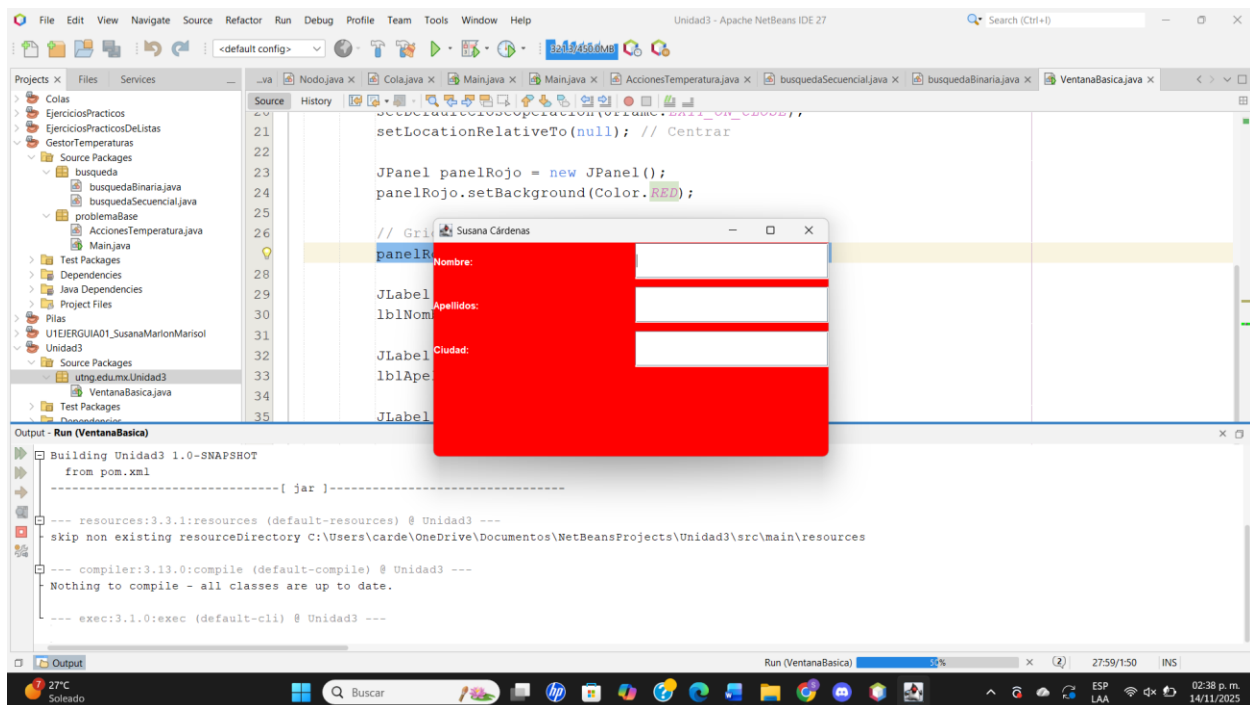 File Edit View Navigate Source Refactor Run Debug Profile Team Tools Window Help
Unidad3 - Apache NetBeans IDE 27
Search (Ctrl+I)
<default config>
Projects
Files
Services
...va
Nodo.java
Cola.java
Main.java
Main.java
AccionesTemperatura.java
busquedaSecuencial.java
busquedaBinaria.java
VentanaBasica.java
Source
History
Colas
EjerciciosPracticos
EjerciciosPracticosDeListas
GestorTemperaturas
Source Packages
busqueda
busquedaBinaria.java
busquedaSecuencial.java
problemaBase
AccionesTemperatura.java
Main.java
Test Packages
Dependencies
Java Dependencies
Project Files
Pilas
U1EJERGUIA01_SusanaMarlonMarisol
Unidad3
Source Packages
utng.edu.mx.Unidad3
VentanaBasica.java
Test Packages
Dependencies
20 setDefaultCloseOperation(JFrame.EXIT_ON_CLOSE);
21 setLocationRelativeTo(null); // Centrar
22
23 JPanel panelRojo = new JPanel();
24 panelRojo.setBackground(Color.RED);
25
26 // Gri
panelR
28
29 JLabel
30 lblNom
31
32 JLabel
33 lblApe
34
35 JLabel
Susana Cárdenas
Nombre:
Apellidos:
Ciudad:
Output - Run (VentanaBasica)
Building Unidad3 1.0-SNAPSHOT
from pom.xml
--------------------------------[ jar ]---------------------------------
--- resources:3.3.1:resources (default-resources) @ Unidad3 ---
skip non existing resourceDirectory C:\Users\carde\OneDrive\Documentos\NetBeansProjects\Unidad3\src\main\resources
--- compiler:3.13.0:compile (default-compile) @ Unidad3 ---
Nothing to compile - all classes are up to date.
--- exec:3.1.0:exec (default-cli) @ Unidad3 ---
Output
Run (VentanaBasica)
2
27:59/1:50
INS
7
27°C
Soleado
Buscar
ESP
LAA
02:38 p. m.
14/11/2025